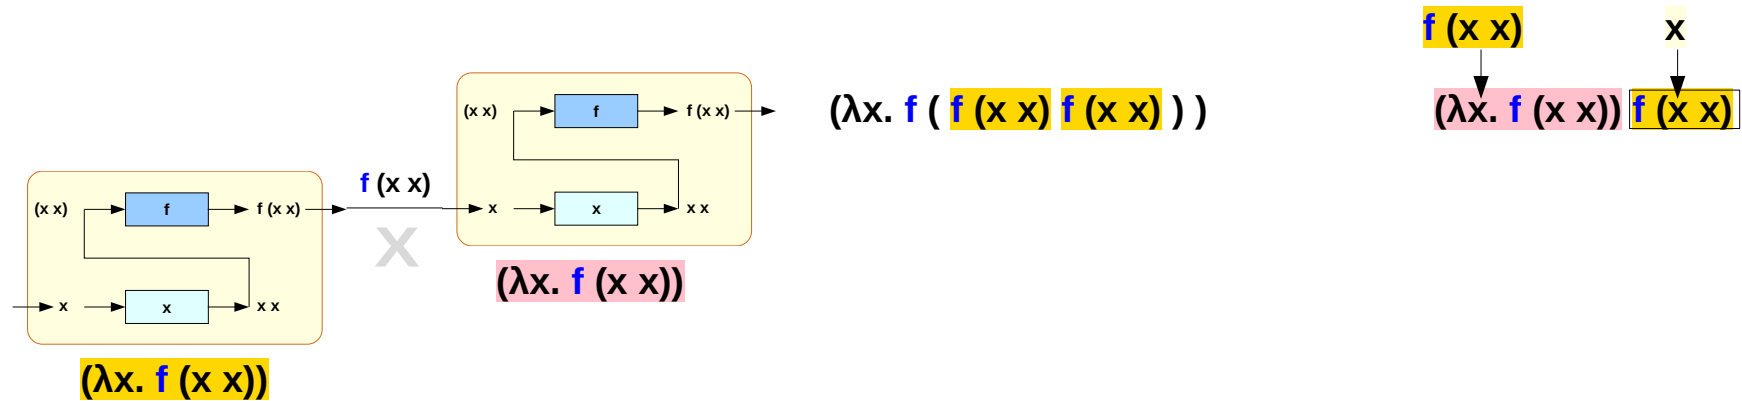 f (x x) x
(x x) f f (x x) (λx. f ( f (x x) f (x x) ) ) (λx. f (x x)) f (x x)
f (x x)
(x x) f f (x x) x x x x
X
(λx. f (x x))
x x x x
(λx. f (x x))